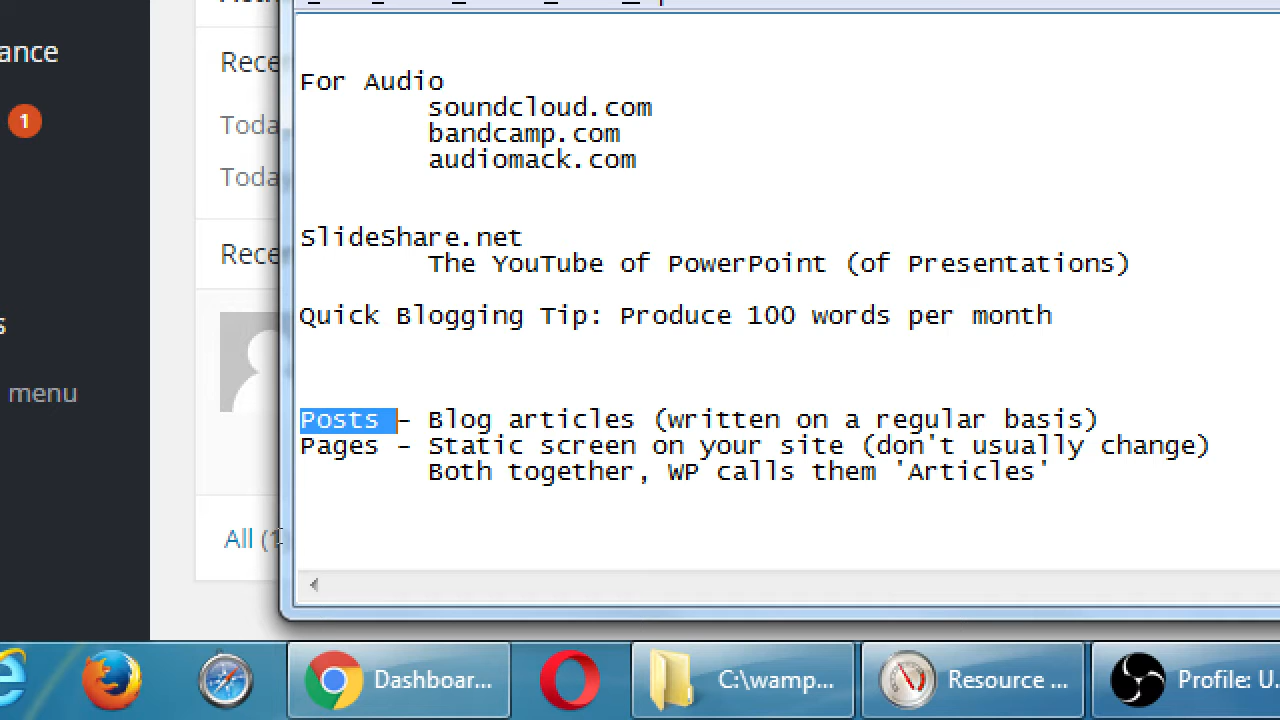 ance
1
s
menu
Rece
Toda
Toda
Rece
All (1
For Audio
soundcloud.com
bandcamp.com
audiomack.com
SlideShare.net
The YouTube of PowerPoint (of Presentations)
Quick Blogging Tip: Produce 100 words per month
Posts - Blog articles (written on a regular basis)
Pages - Static screen on your site (don't usually change)
Both together, WP calls them 'Articles'
Dashboar...
C:\wamp...
Resource ...
Profile: U...